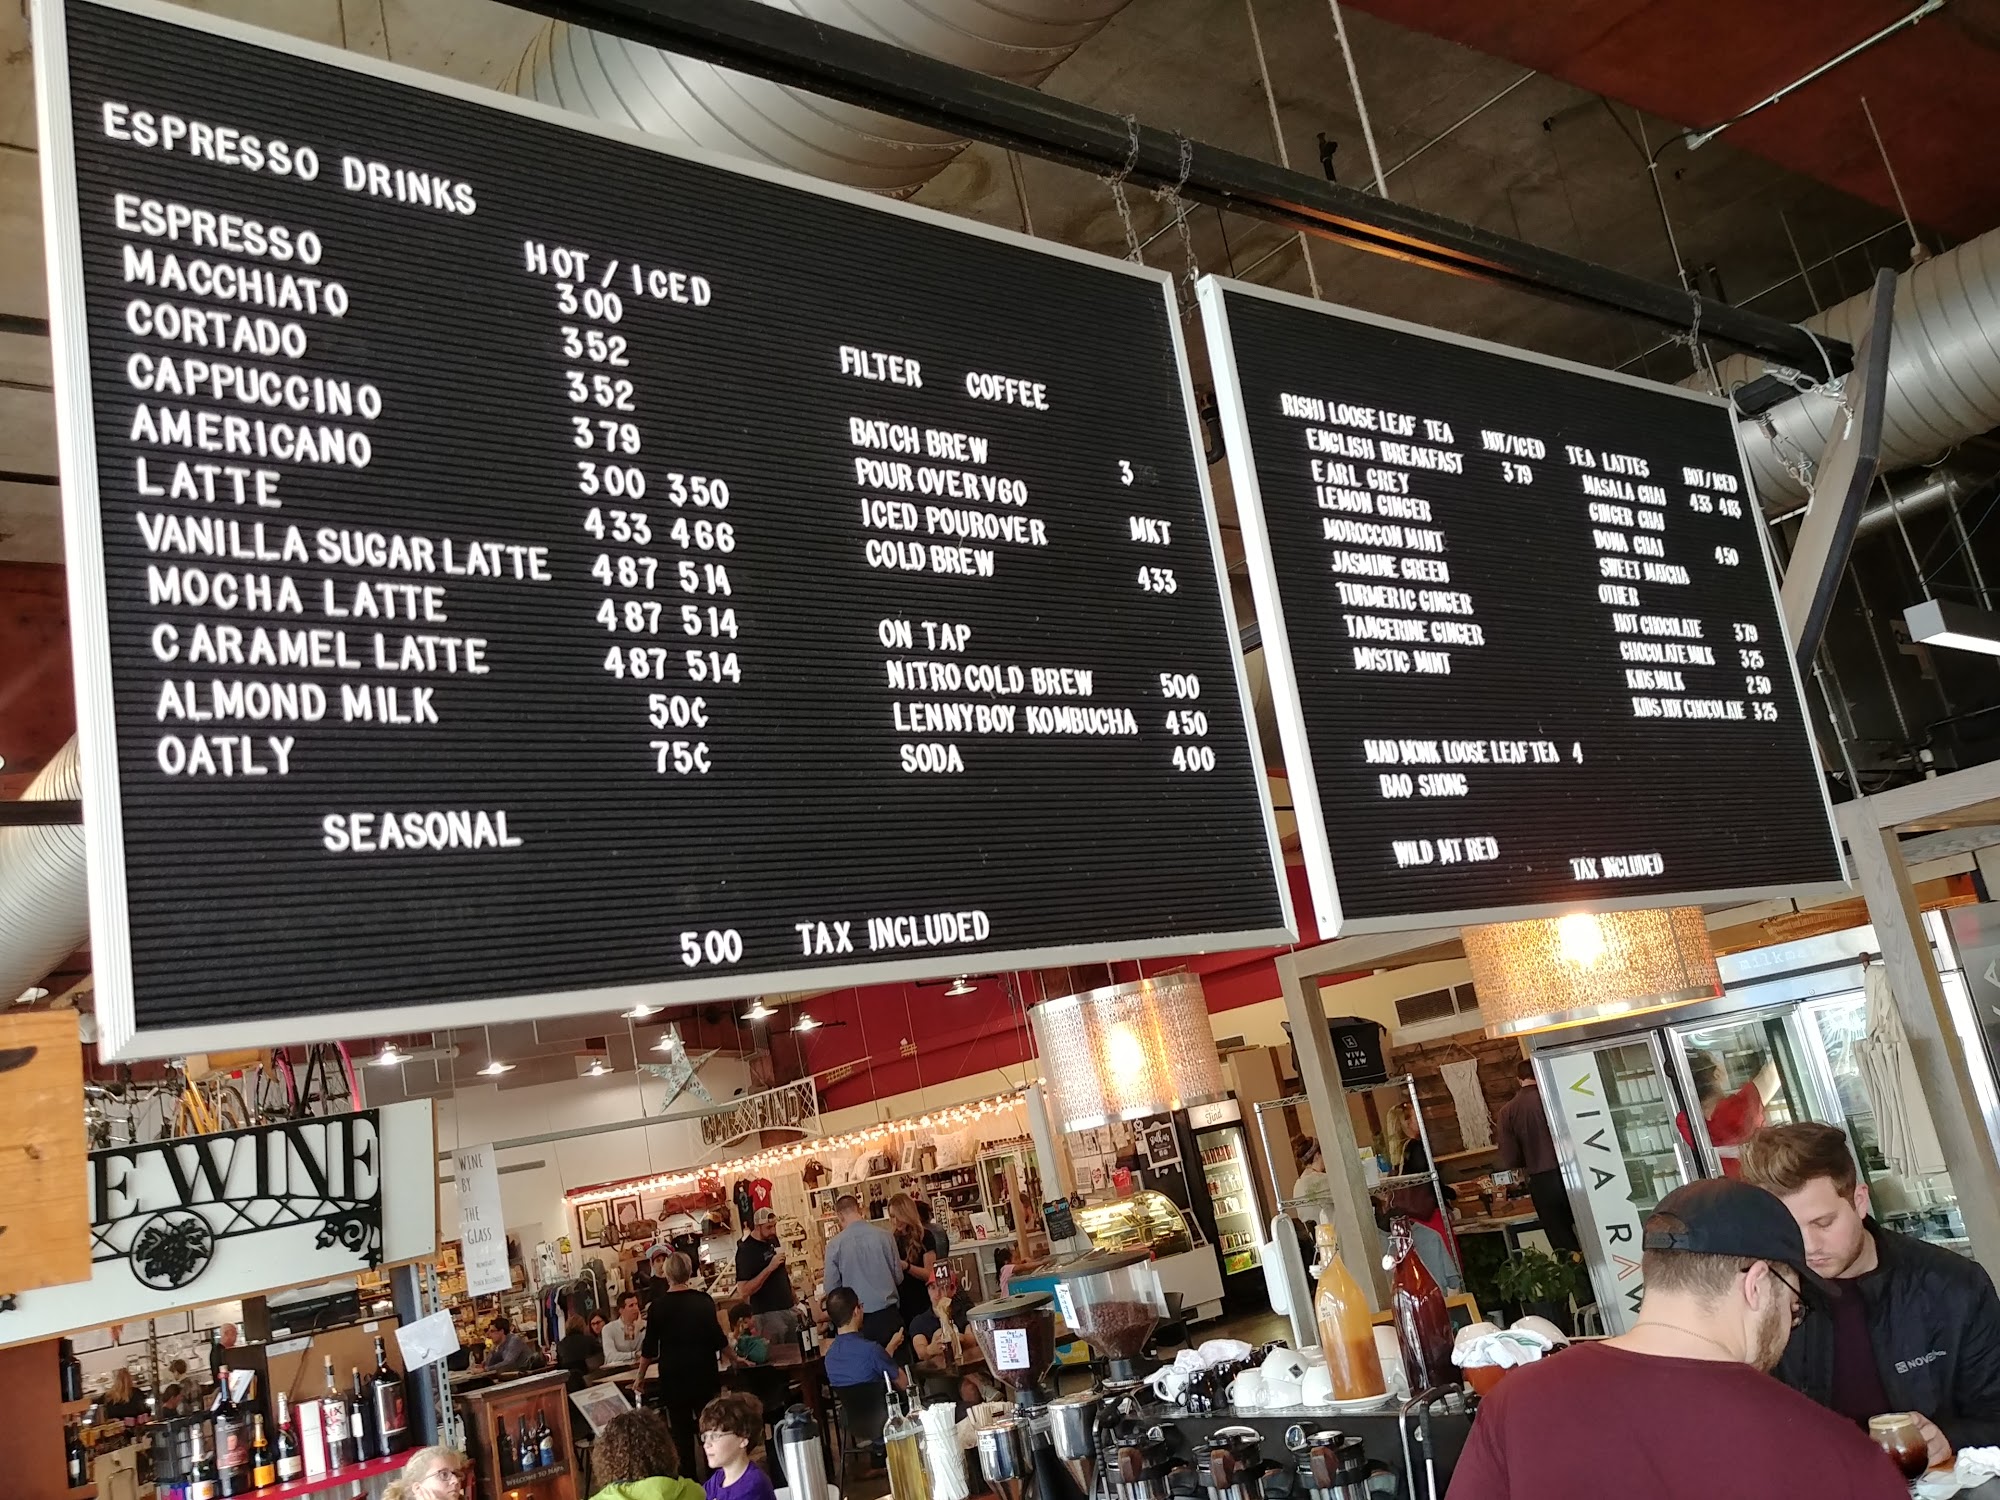 ESPRESSO DRINKS
HOT / ICED
ESPRESSO 300
MACCHIATO 352
CORTADO 352
CAPPUCCINO 379
AMERICANO 300 350
LATTE 433 466
VANILLA SUGAR LATTE 487 514
MOCHA LATTE 487 514
CARAMEL LATTE 487 514
ALMOND MILK 50¢
OATLY 75¢
SEASONAL
500 TAX INCLUDED
FILTER COFFEE
BATCH BREW 3
POUR OVER V60
ICED POUROVER MKT
COLD BREW 433
ON TAP
NITRO COLD BREW 500
LENNYBOY KOMBUCHA 450
SODA 400
RISHI LOOSE LEAF TEA HOT/ICED
ENGLISH BREAKFAST 379
EARL GREY
LEMON GINGER
MOROCCON MINT
JASMINE GREEN
TURMERIC GINGER
TANGERINE GINGER
MYSTIC MINT
MAD MONK LOOSE LEAF TEA 4
BAO SHONG
WILD MT RED
TEA LATTES HOT/ICED
MASALA CHAI 433 483
GINGER CHAI
DONA CHAI 450
SWEET MATCHA
OTHER
HOT CHOCOLATE 379
CHOCOLATE MILK 325
KIDS MILK 250
KIDS HOT CHOCOLATE 325
TAX INCLUDED
E WINE
WINE
BY
THE
GLASS
VIVA
RAW
VIVA RAW
41